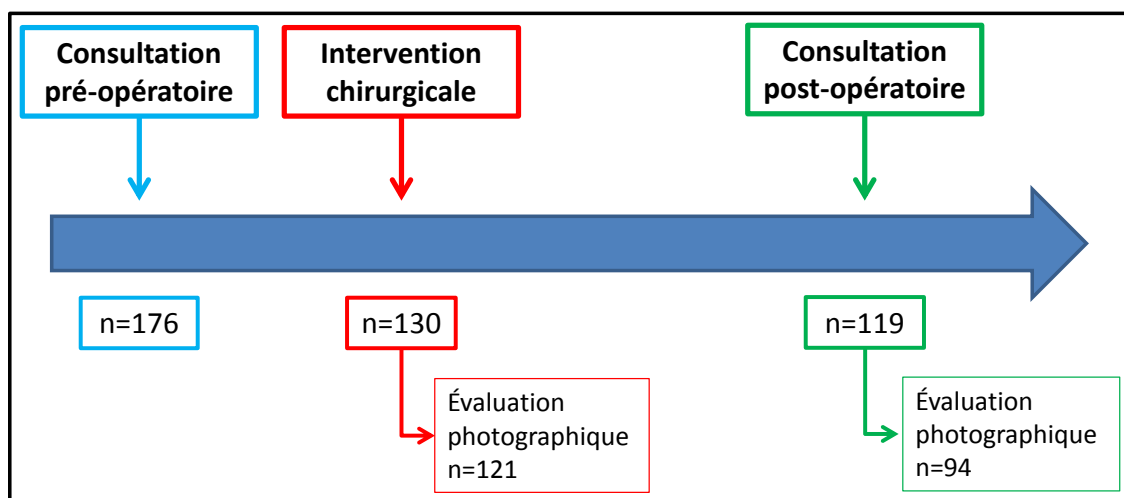 Consultation
pré-opératoire
Intervention
chirurgicale
Consultation
post-opératoire
n=176
n=130
n=119
Évaluation
photographique
n=121
Évaluation
photographique
n=94